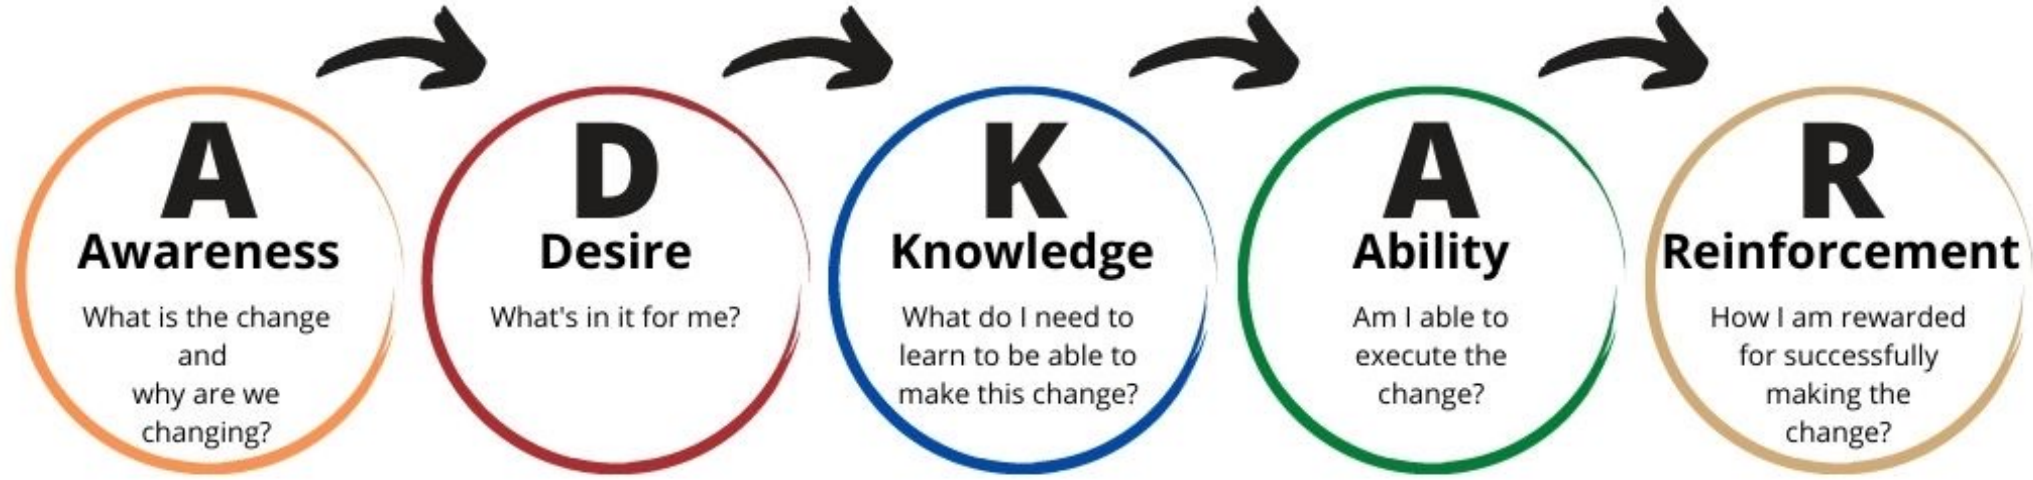 A
Awareness
What is the change
and
why are we
changing?
D
Desire
What's in it for me?
K
Knowledge
What do I need to
learn to be able to
make this change?
A
Ability
Am I able to
execute the
change?
R
Reinforcement
How I am rewarded
for successfully
making the
change?